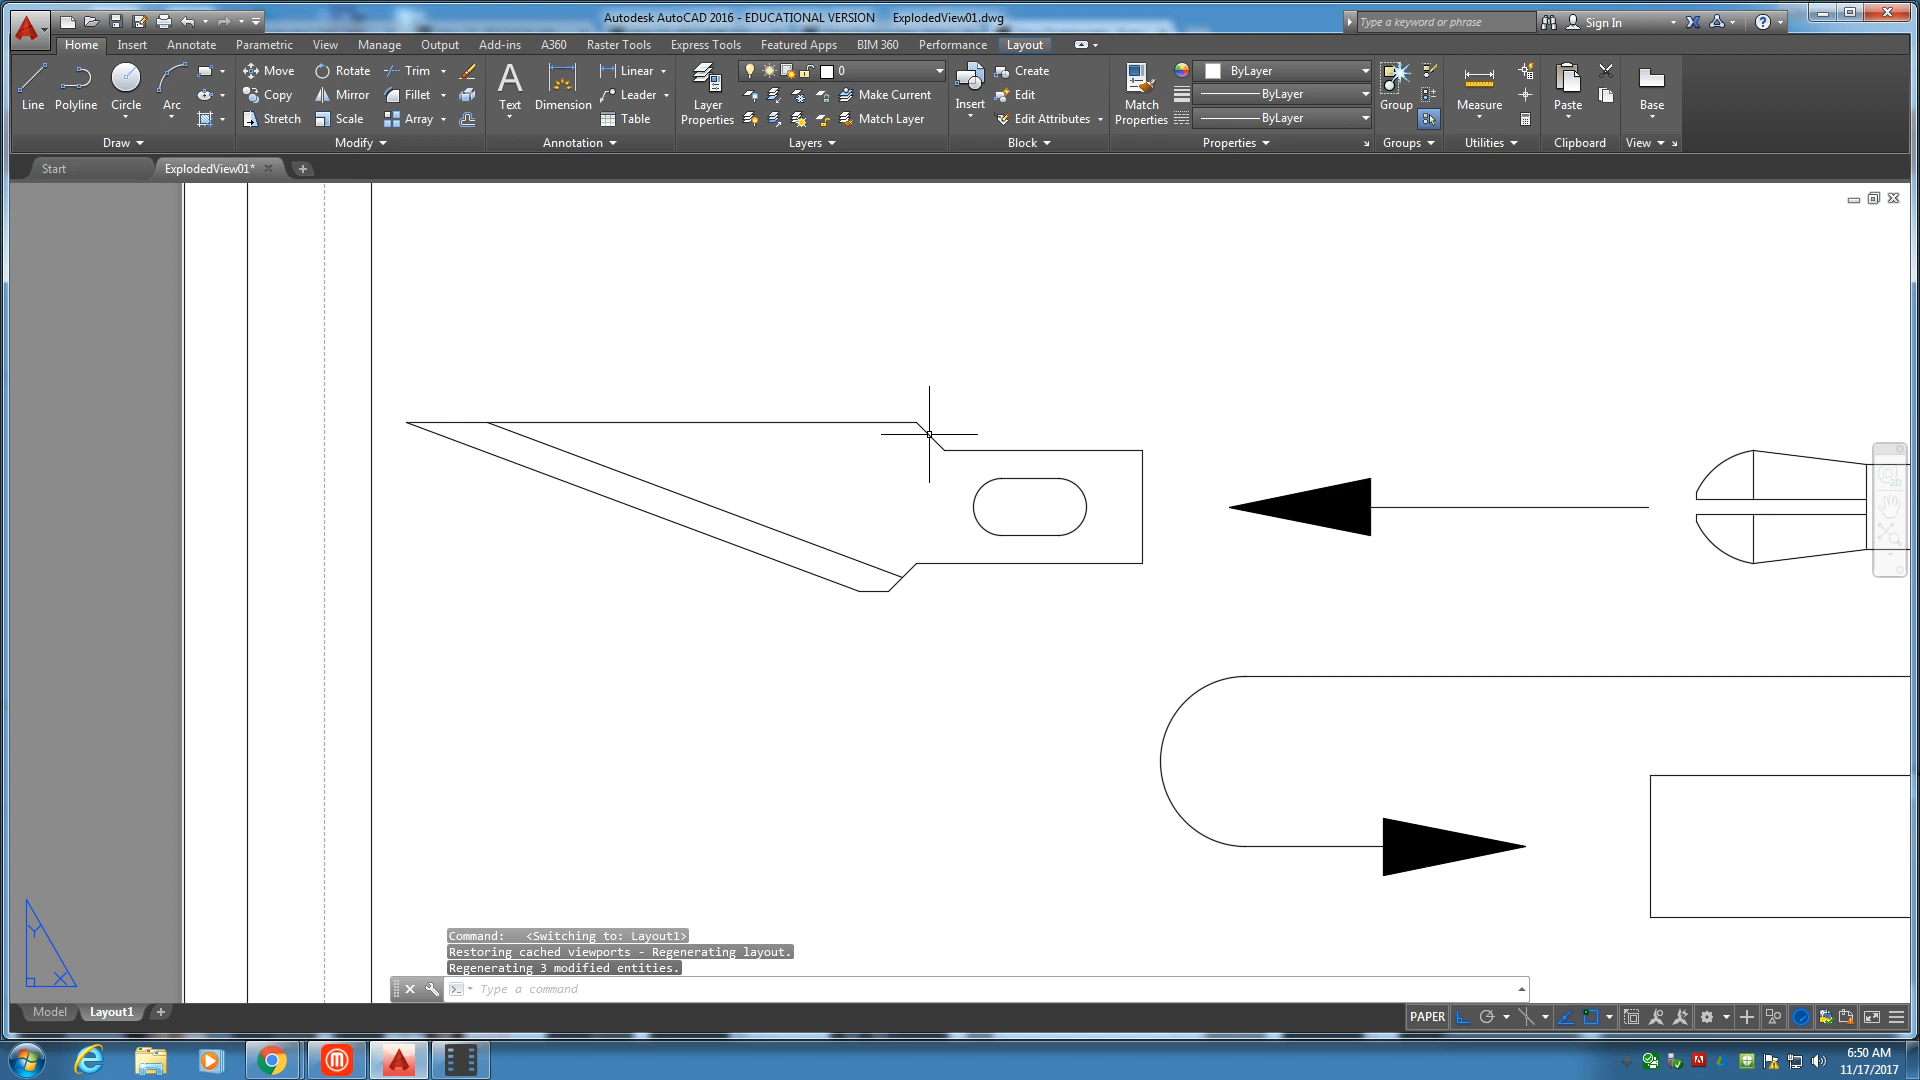 Autodesk AutoCAD 2016 - EDUCATIONAL VERSION ExplodedView01.dwg
Type a keyword or phrase
Sign In
Home Insert Annotate Parametric View Manage Output Add-ins A360 Raster Tools Express Tools Featured Apps BIM 360 Performance Layout
Line Polyline Circle Arc
Move Rotate Trim
Copy Mirror Fillet
Stretch Scale Array
Text Dimension
Linear
Leader
Table
Layer Properties
0
Make Current
Match Layer
Insert
Create
Edit
Edit Attributes
Match Properties
ByLayer
ByLayer
ByLayer
Group Measure Paste Base
Draw Modify Annotation Layers Block Properties Groups Utilities Clipboard View
Start ExplodedView01*
Y
X
Command: <Switching to: Layout1>
Restoring cached viewports - Regenerating layout.
Regenerating 3 modified entities.
Type a command
Model Layout1
PAPER
6:50 AM
11/17/2017